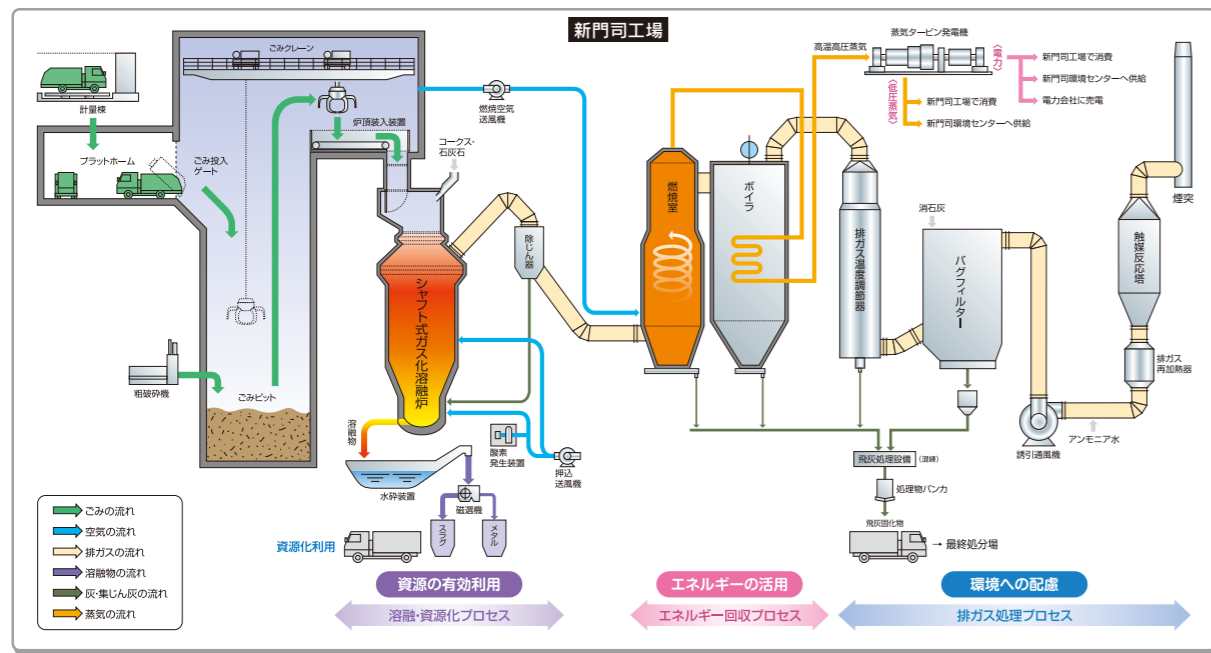 新門司工場
計量棟
プラットホーム
ごみ投入
ゲート
ごみクレーン
炉頂装入装置
燃焼空気
送風機
コークス・
石灰石
除じん器
シャフト式ガス化溶融炉
粗破砕機
ごみピット
溶融物
水砕装置
酸素
発生装置
押込
送風機
磁選機
スラグ
メタル
資源化利用
燃焼室
ボイラ
高温高圧蒸気
蒸気タービン発電機
〈電力〉
新門司工場で消費
新門司環境センターへ供給
電力会社に売電
〈低圧蒸気〉
新門司工場で消費
新門司環境センターへ供給
排ガス温度調節器
消石灰
バグフィルター
誘引通風機
アンモニア水
排ガス
再加熱器
触媒反応塔
煙突
飛灰処理設備
(混練)
処理物バンカ
飛灰固化物
→ 最終処分場
ごみの流れ
空気の流れ
排ガスの流れ
溶融物の流れ
灰・集じん灰の流れ
蒸気の流れ
資源の有効利用
溶融・資源化プロセス
エネルギーの活用
エネルギー回収プロセス
環境への配慮
排ガス処理プロセス